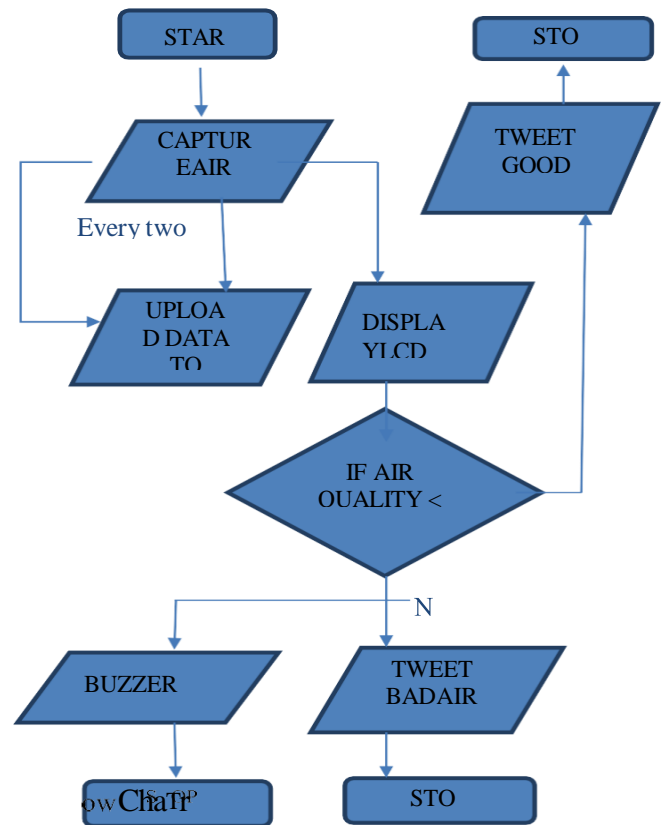 STAR
STO
CAPTUR
EAIR
TWEET
GOOD
Every two
UPLOA
D DATA
TO
DISPLA
YLCD
IF AIR
QUALITY <
N
BUZZER
TWEET
BADAIR
STO